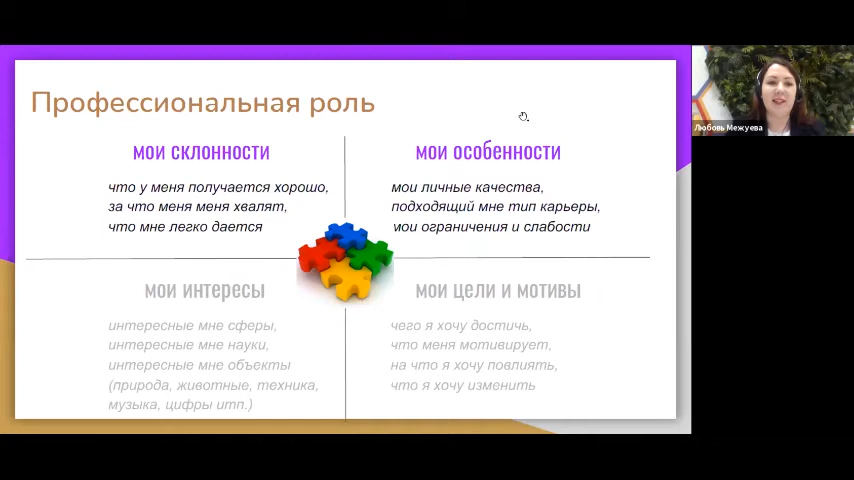 Профессиональная роль
мои склонности
что у меня получается хорошо,
за что меня меня хвалят,
что мне легко дается
мои особенности
мои личные качества,
подходящий мне тип карьеры,
мои ограничения и слабости
мои интересы
интересные мне сферы,
интересные мне науки,
интересные мне объекты
(природа, животные, техника,
музыка, цифры итп.)
мои цели и мотивы
чего я хочу достичь,
что меня мотивирует,
на что я хочу повлиять,
что я хочу изменить
Любовь Межуева